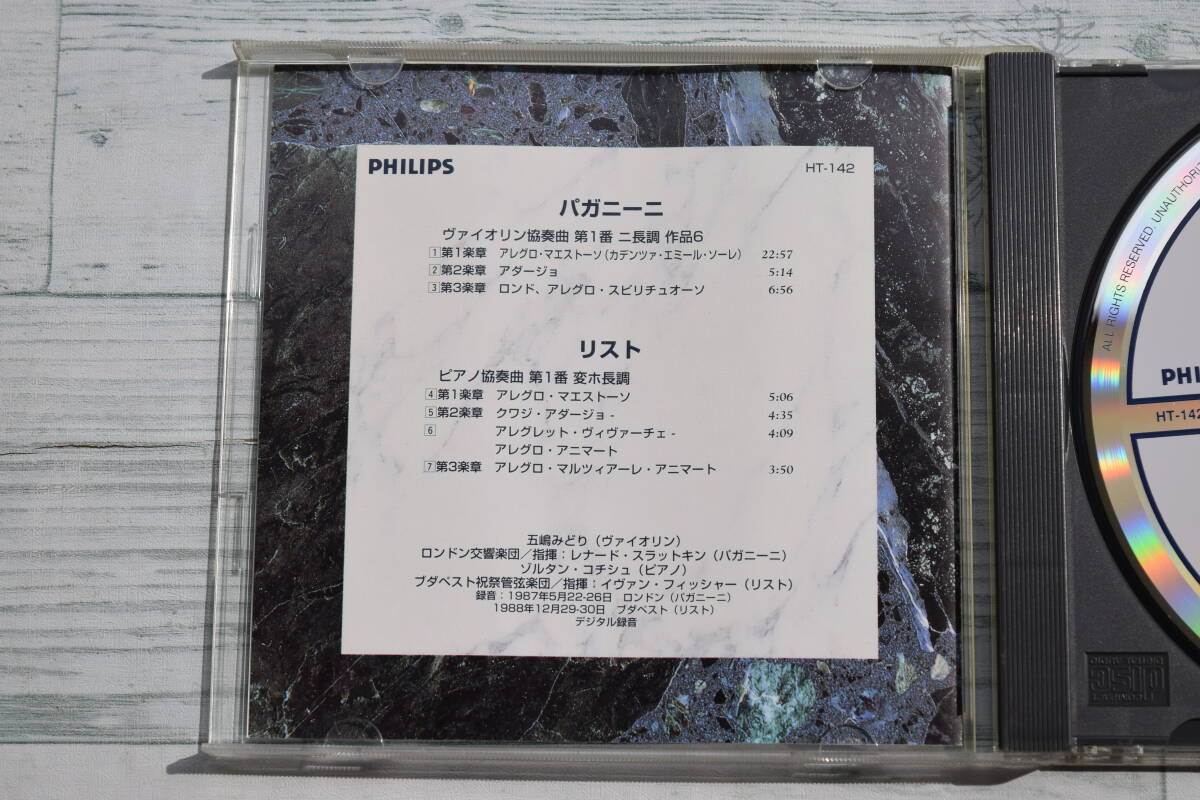 PHILIPS
HT-142
パガニーニ
ヴァイオリン協奏曲 第1番 ニ長調 作品6
1 第1楽章 アレグロ・マエストーソ(カデンツァ・エミール・ソーレ) 22:57
2 第2楽章 アダージョ 5:14
3 第3楽章 ロンド、アレグロ・スピリチュオーソ 6:56
リスト
ピアノ協奏曲 第1番 変ホ長調
4 第1楽章 アレグロ・マエストーソ 5:06
5 第2楽章 クワジ・アダージョ - 4:35
6 アレグレット・ヴィヴァーチェ - 4:09
アレグロ・アニマート
7 第3楽章 アレグロ・マルツィアーレ・アニマート 3:50
五嶋みどり(ヴァイオリン)
ロンドン交響楽団/指揮:レナード・スラットキン(パガニーニ)
ゾルタン・コチシュ(ピアノ)
ブダペスト祝祭管弦楽団/指揮:イヴァン・フィッシャー(リスト)
録音:1987年5月22-26日 ロンドン(パガニーニ)
1988年12月29-30日 ブダペスト(リスト)
デジタル録音
ALL RIGHTS RESERVED. UNAUTHORIZ
PHIL
HT-142